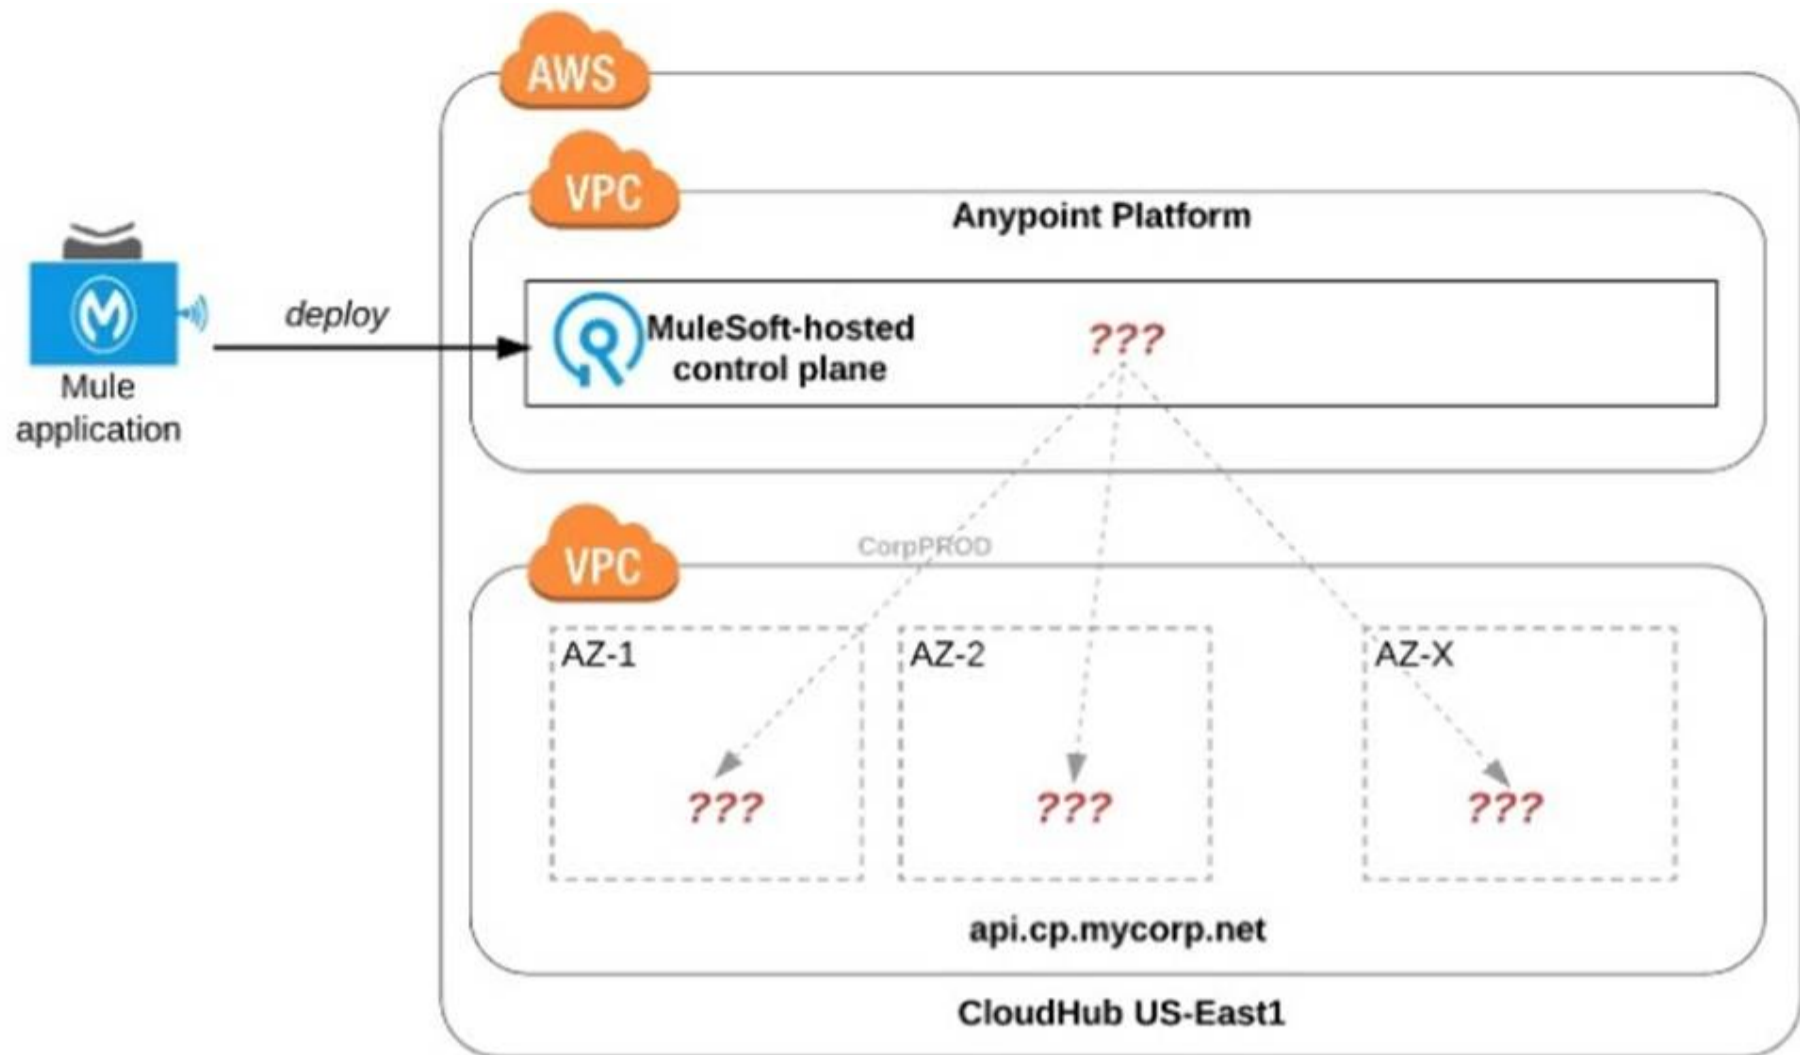 AWS
VPC
Anypoint Platform
deploy
MuleSoft-hosted
control plane
???
Mule
application
CorpPROD
VPC
AZ-1
AZ-2
AZ-X
???
???
???
api.cp.mycorp.net
CloudHub US-East1